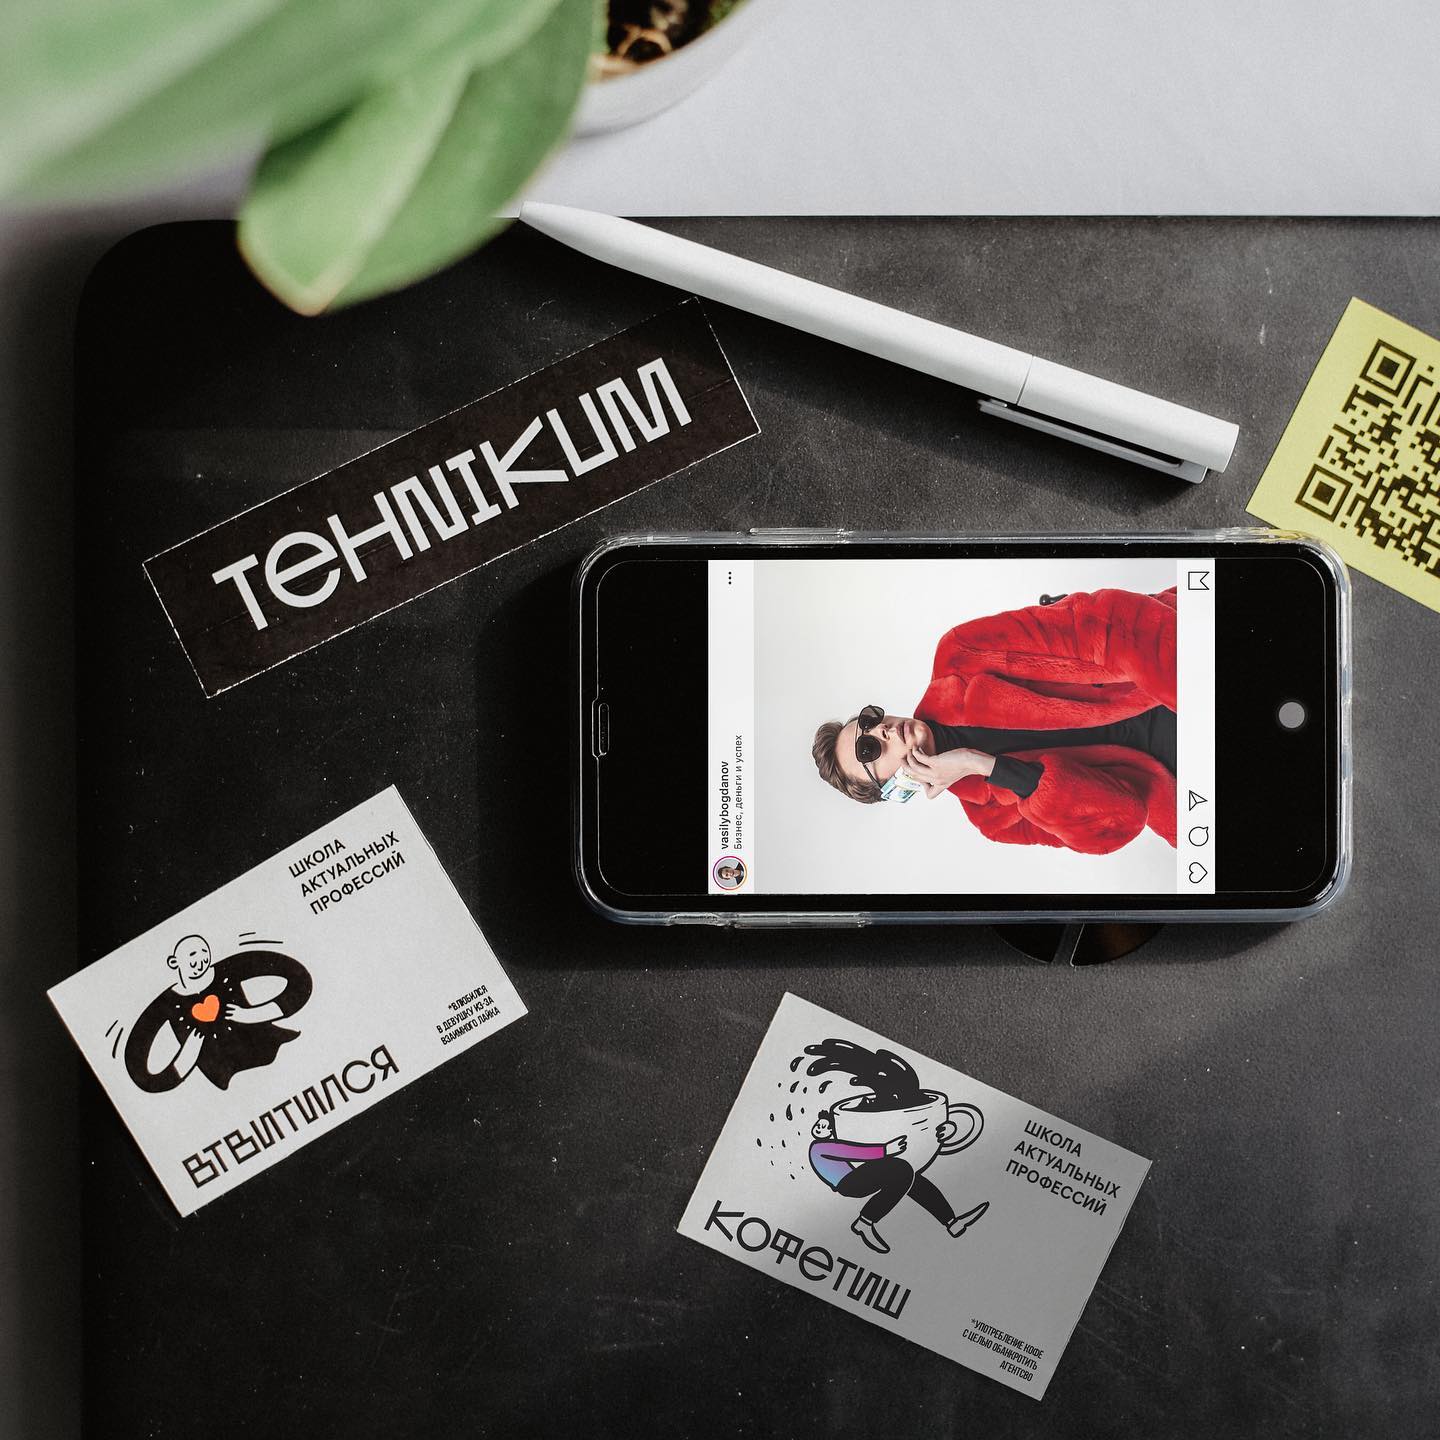 TEHNIKUM
vasilybogdanov
Бизнес, деньги и успех
ШКОЛА
АКТУАЛЬНЫХ
ПРОФЕССИЙ
*ВЛЮБИЛСЯ
В ДЕВУШКУ ИЗ-ЗА
ВЗАИМНОГО ЛАЙКА
ВТВИТИЛСЯ
ШКОЛА
АКТУАЛЬНЫХ
ПРОФЕССИЙ
КОФЕТИШ
*УПОТРЕБЛЕНИЕ КОФЕ
С ЦЕЛЬЮ ОБАНКРОТИТЬ
АГЕНТСВО